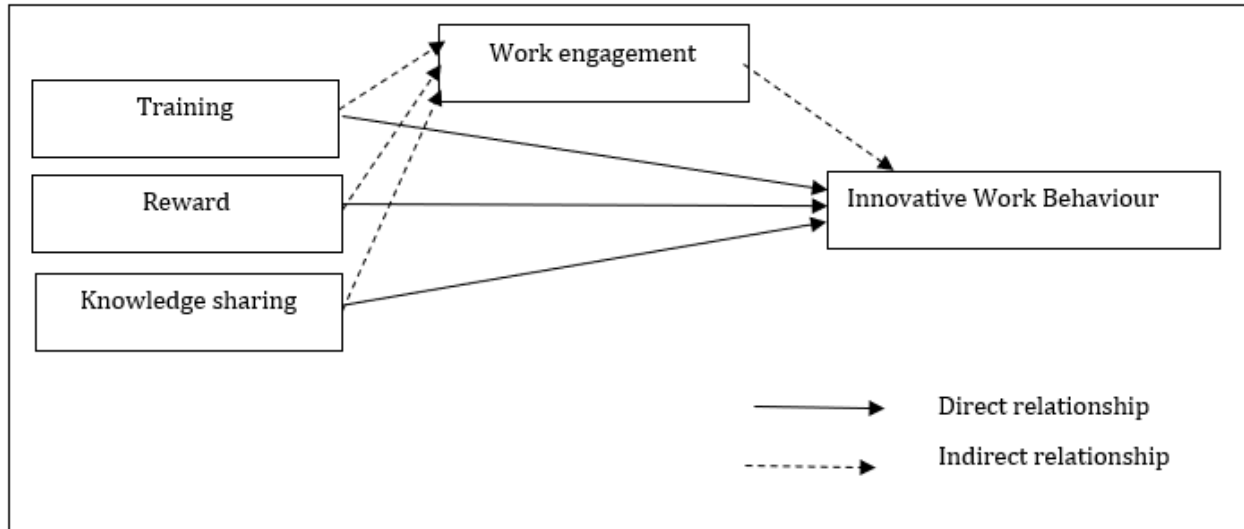 Work engagement
Training
Reward
Innovative Work Behaviour
Knowledge sharing
Direct relationship
Indirect relationship